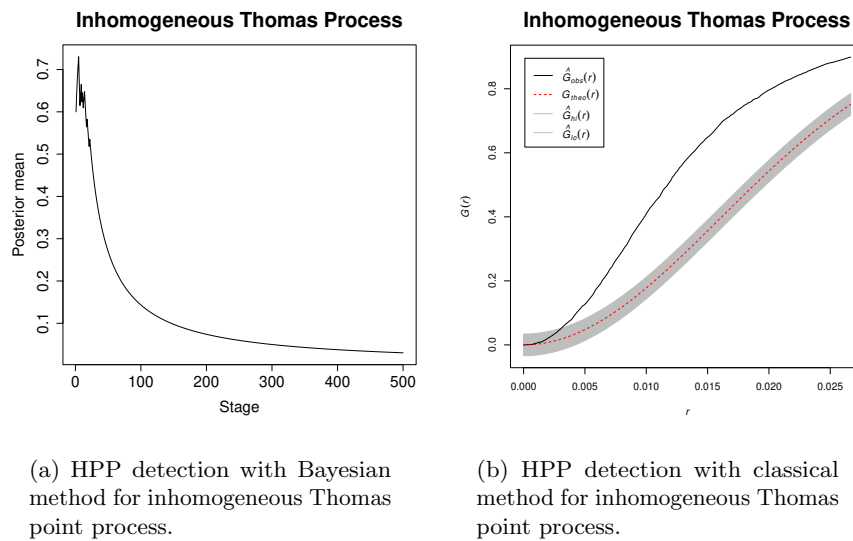 Inhomogeneous Thomas Process
Posterior mean
0.7
0.6
0.5
0.4
0.3
0.2
0.1
0 100 200 300 400 500
Stage
(a) HPP detection with Bayesian
method for inhomogeneous Thomas
point process.
Inhomogeneous Thomas Process
Ĝobs(r)
Gtheo(r)
Ĝhi(r)
Ĝlo(r)
G(r)
0.8
0.6
0.4
0.2
0.0
0.000 0.005 0.010 0.015 0.020 0.025
r
(b) HPP detection with classical
method for inhomogeneous Thomas
point process.